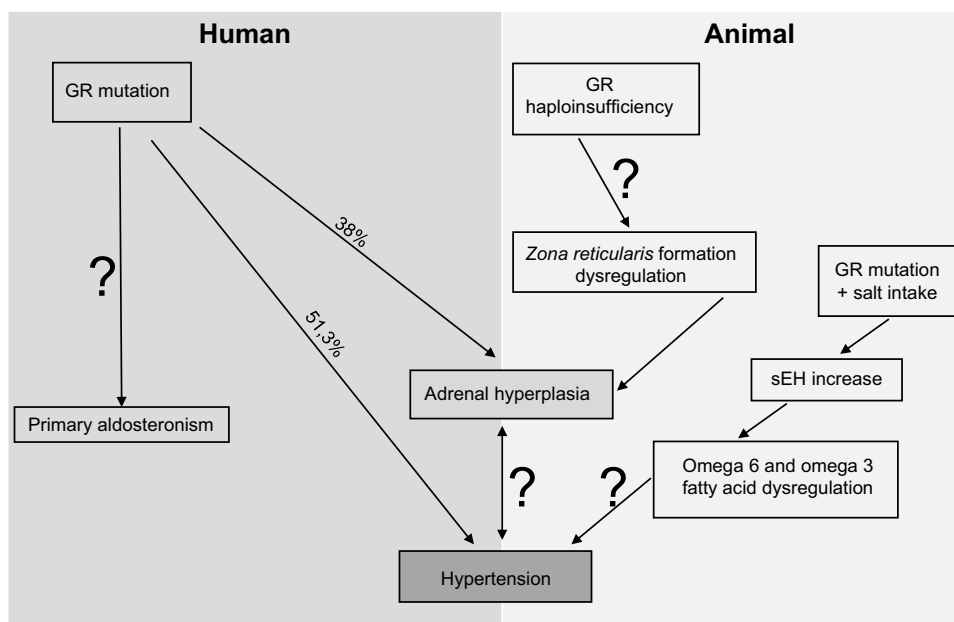 Human
Animal
GR mutation
GR
haploinsufficiency
?
38%
Zona reticularis formation
dysregulation
GR mutation
+ salt intake
?
51,3%
sEH increase
Adrenal hyperplasia
Primary aldosteronism
Omega 6 and omega 3
fatty acid dysregulation
?
?
Hypertension